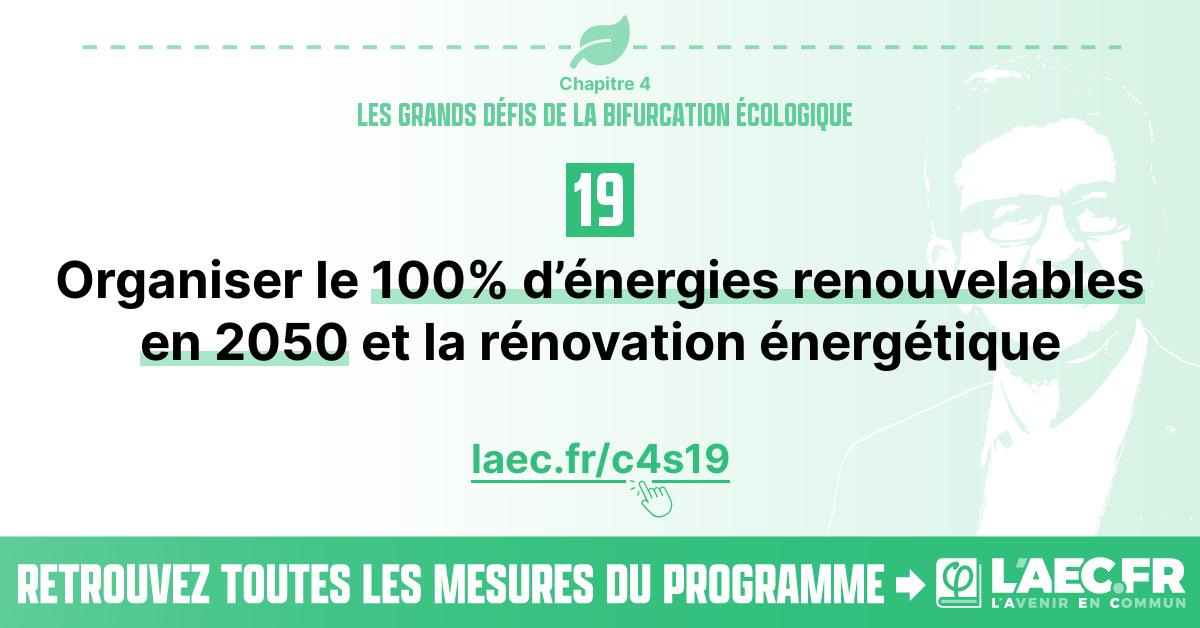 Chapitre 4
LES GRANDS DÉFIS DE LA BIFURCATION ÉCOLOGIQUE
19
Organiser le 100% d’énergies renouvelables
en 2050 et la rénovation énergétique
laec.fr/c4s19
RETROUVEZ TOUTES LES MESURES DU PROGRAMME
L'AEC.FR
L'AVENIR EN COMMUN